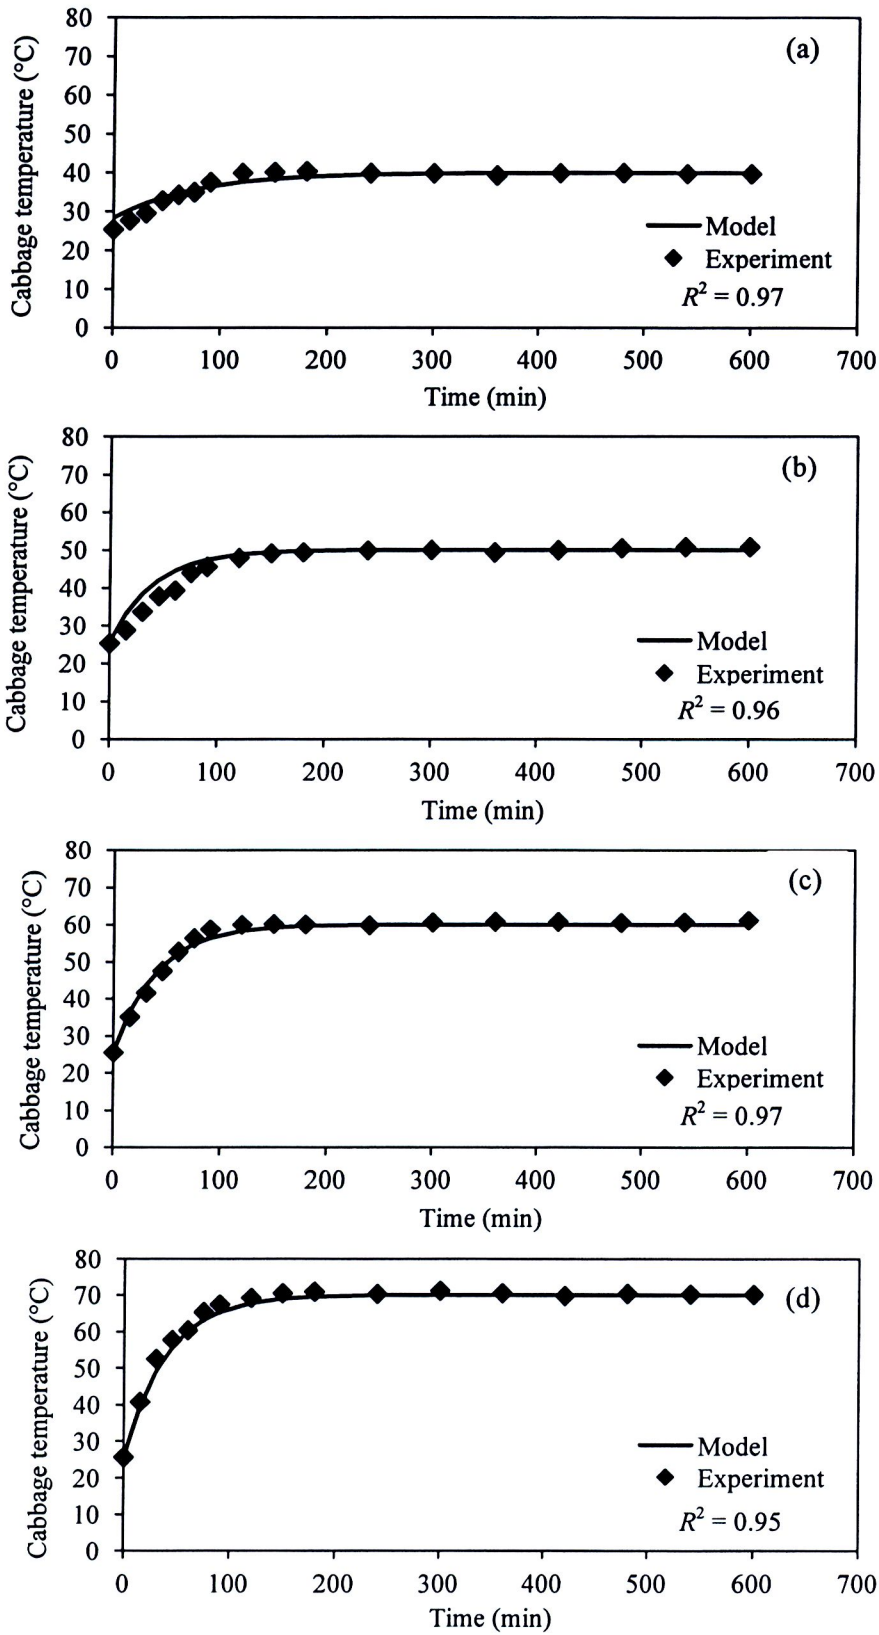 (a)
Cabbage temperature (°C)
80
70
60
50
40
30
20
10
0
Model
Experiment
R² = 0.97
0 100 200 300 400 500 600 700
Time (min)
(b)
Cabbage temperature (°C)
80
70
60
50
40
30
20
10
0
Model
Experiment
R² = 0.96
0 100 200 300 400 500 600 700
Time (min)
(c)
Cabbage temperature (°C)
80
70
60
50
40
30
20
10
0
Model
Experiment
R² = 0.97
0 100 200 300 400 500 600 700
Time (min)
(d)
Cabbage temperature (°C)
80
70
60
50
40
30
20
10
0
Model
Experiment
R² = 0.95
0 100 200 300 400 500 600 700
Time (min)